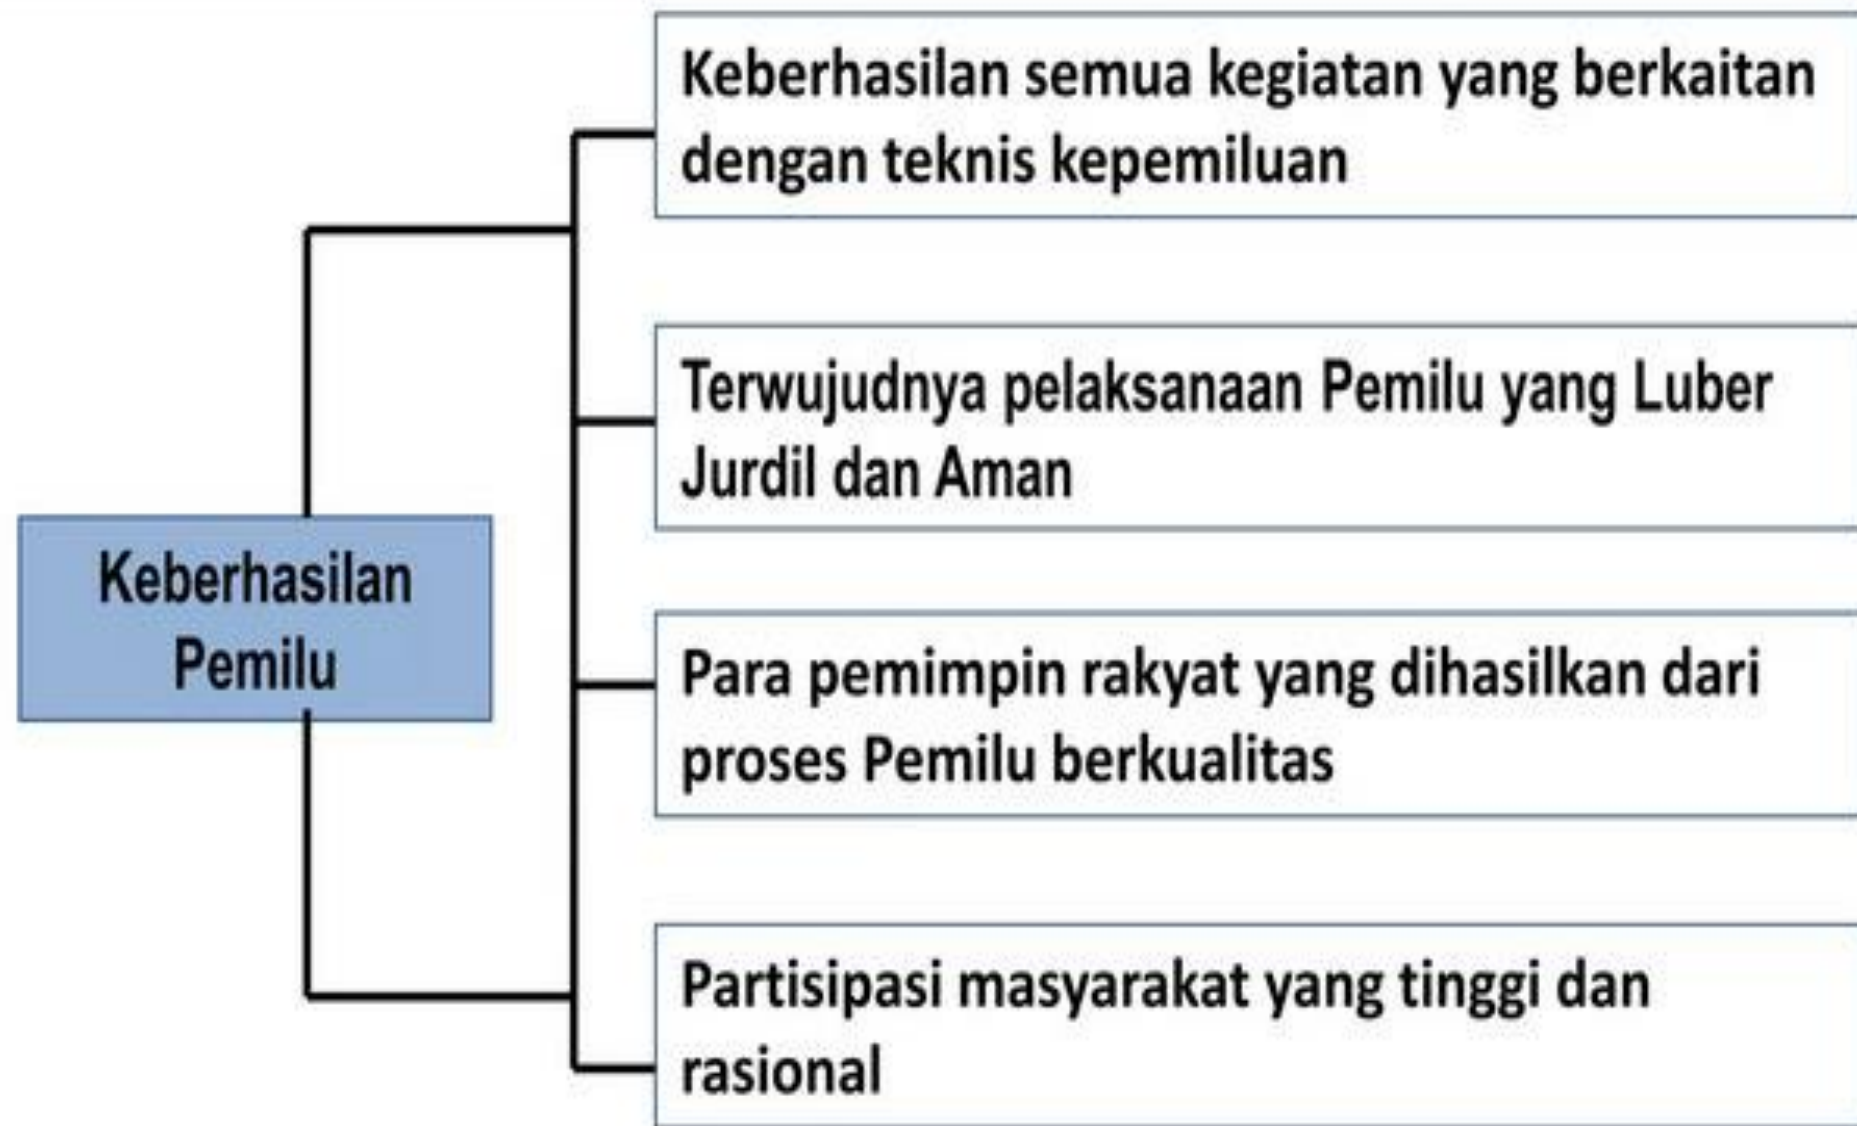 Keberhasilan semua kegiatan yang berkaitan
dengan teknis kepemiluan
Terwujudnya pelaksanaan Pemilu yang Luber
Jurdil dan Aman
Keberhasilan
Pemilu
Para pemimpin rakyat yang dihasilkan dari
proses Pemilu berkualitas
Partisipasi masyarakat yang tinggi dan
rasional